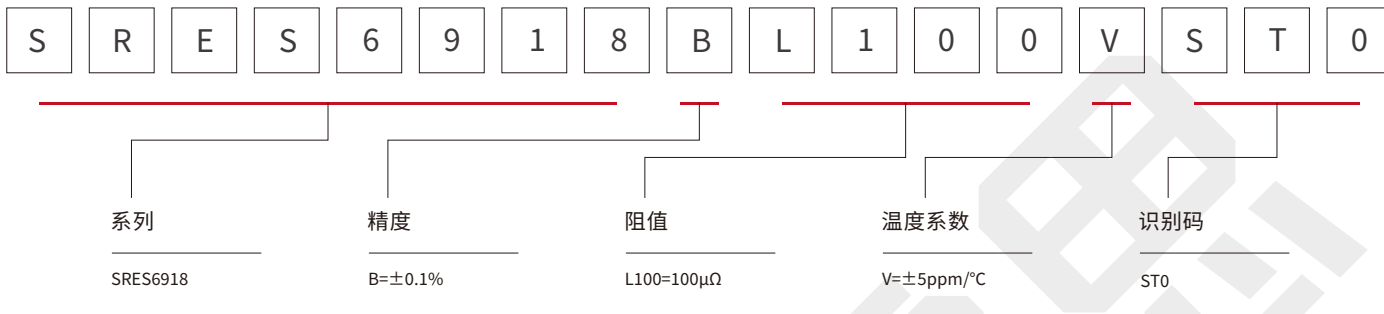 S R E S 6 9 1 8 B L 1 0 0 V S T 0
系列 精度 阻值 温度系数 识别码
SRES6918 B=±0.1% L100=100μΩ V=±5ppm/℃ ST0